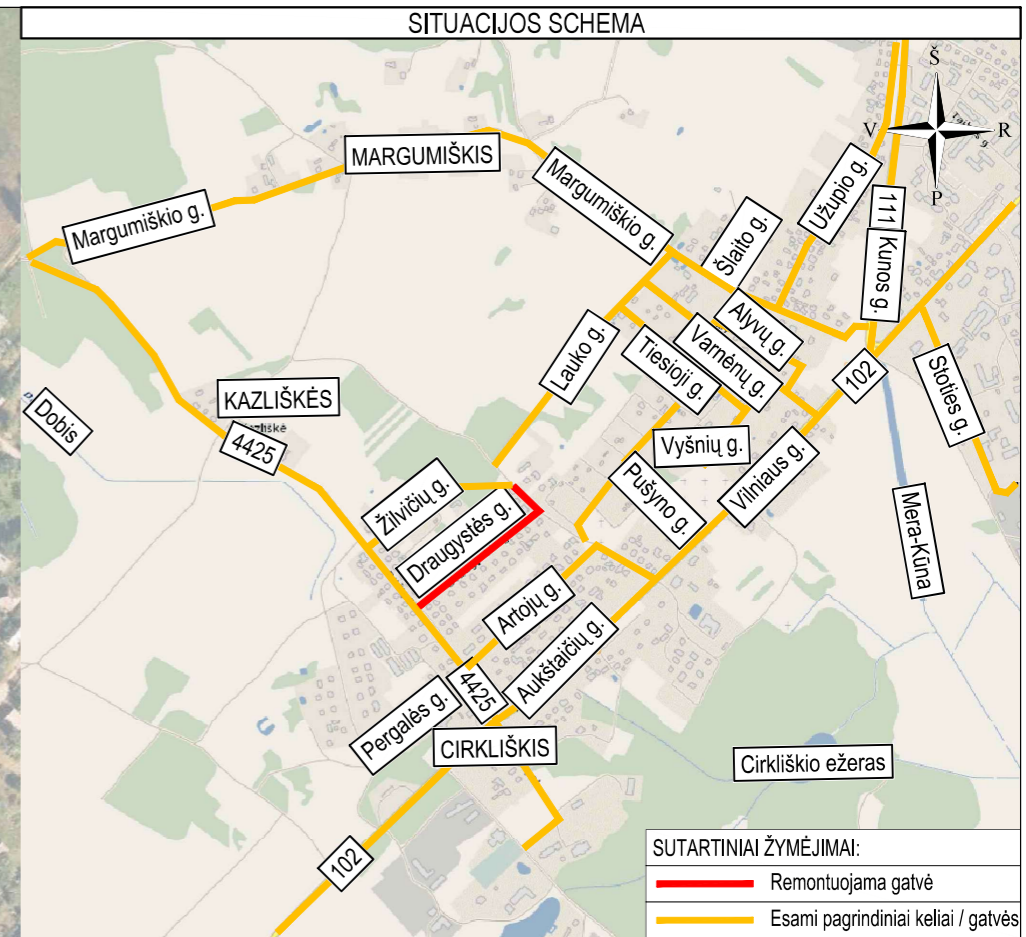 SITUACIJOS SCHEMA
Š
V
R
P
MARGUMIŠKIS
Margumiškio g.
Margumiškio g.
Šlaito g.
Užupio g.
111
Kunos g.
Lauko g.
Tiesioji g.
Varnėnų g.
Alyvų g.
102
Stoties g.
KAZLIŠKĖS
Dobis
4425
Žilvičių g.
Draugystės g.
Vyšnių g.
Pušyno g.
Vilniaus g.
Mera-Kūna
Artojų g.
Aukštaičių g.
4425
Pergalės g.
CIRKLIŠKIS
Cirkliškio ežeras
102
SUTARTINIAI ŽYMĖJIMAI:
Remontuojama gatvė
Esami pagrindiniai keliai / gatvės